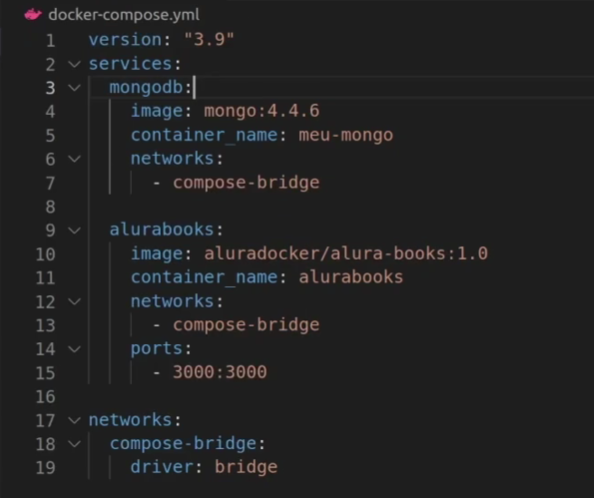 docker-compose.yml
1 version: "3.9"
2 services:
3   mongodb:
4     image: mongo:4.4.6
5     container_name: meu-mongo
6     networks:
7       - compose-bridge
8
9   alurabooks:
10     image: aluradocker/alura-books:1.0
11     container_name: alurabooks
12     networks:
13       - compose-bridge
14     ports:
15       - 3000:3000
16
17 networks:
18   compose-bridge:
19     driver: bridge